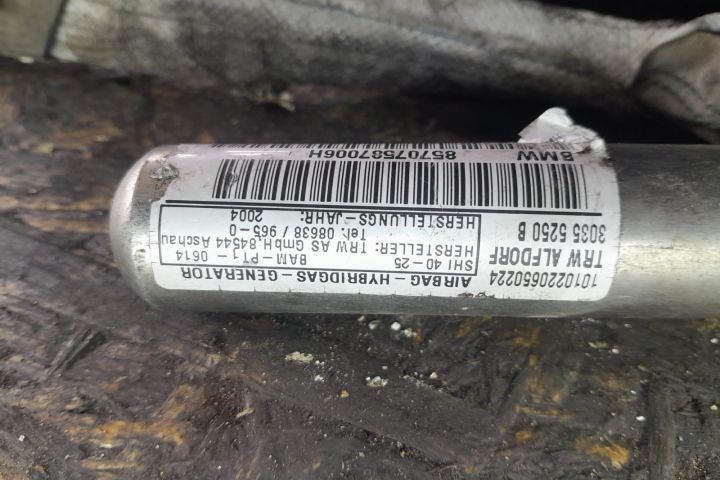 AIRBAG - HYBRIDGAS - GENERATOR
SHI 40-25 BAM-PT1 - 0614
HERSTELLER: TRW AS GmbH,84544 Aschau
Tel. 08638 / 965-0
HERSTELLUNGS-JAHR: 2004
1010220650224
TRW ALFDORF
3035 5250 B
BMW 857075887006H